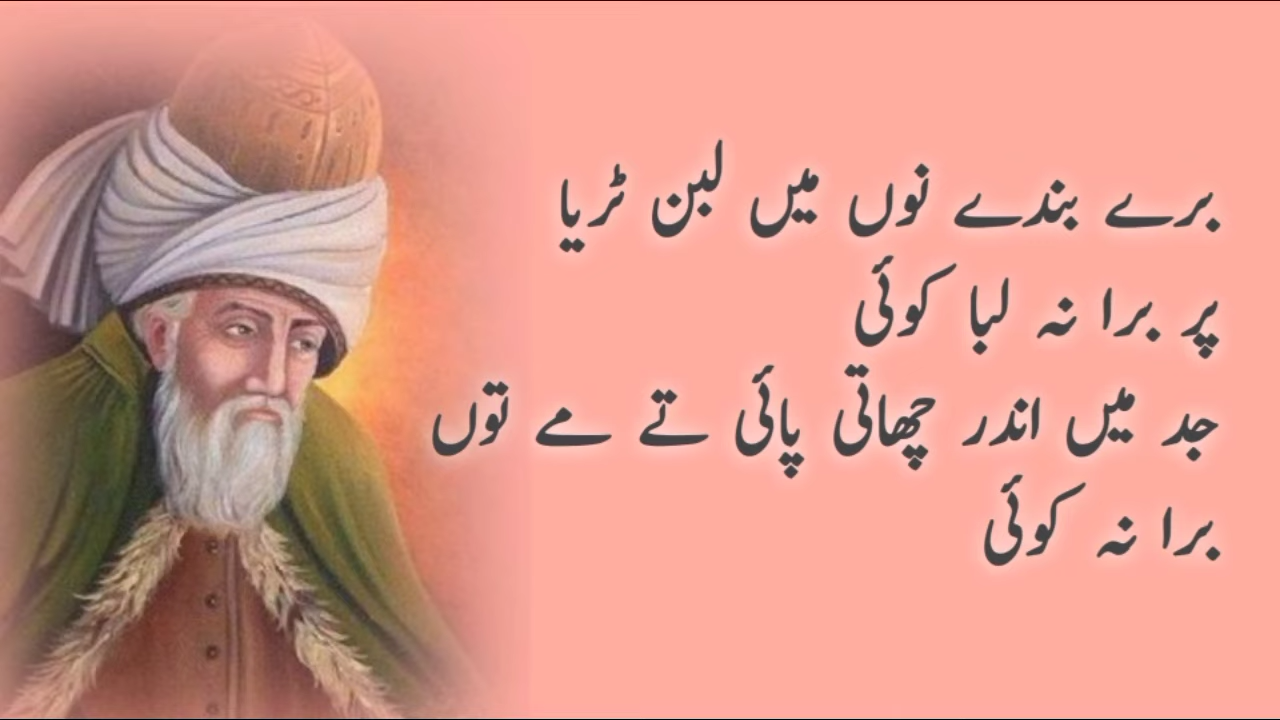 برے بندے نوں میں لبن ٹریا
پر برا نہ لبا کوئی
جد میں اندر چھاتی پائی تے مے توں
برا نہ کوئی